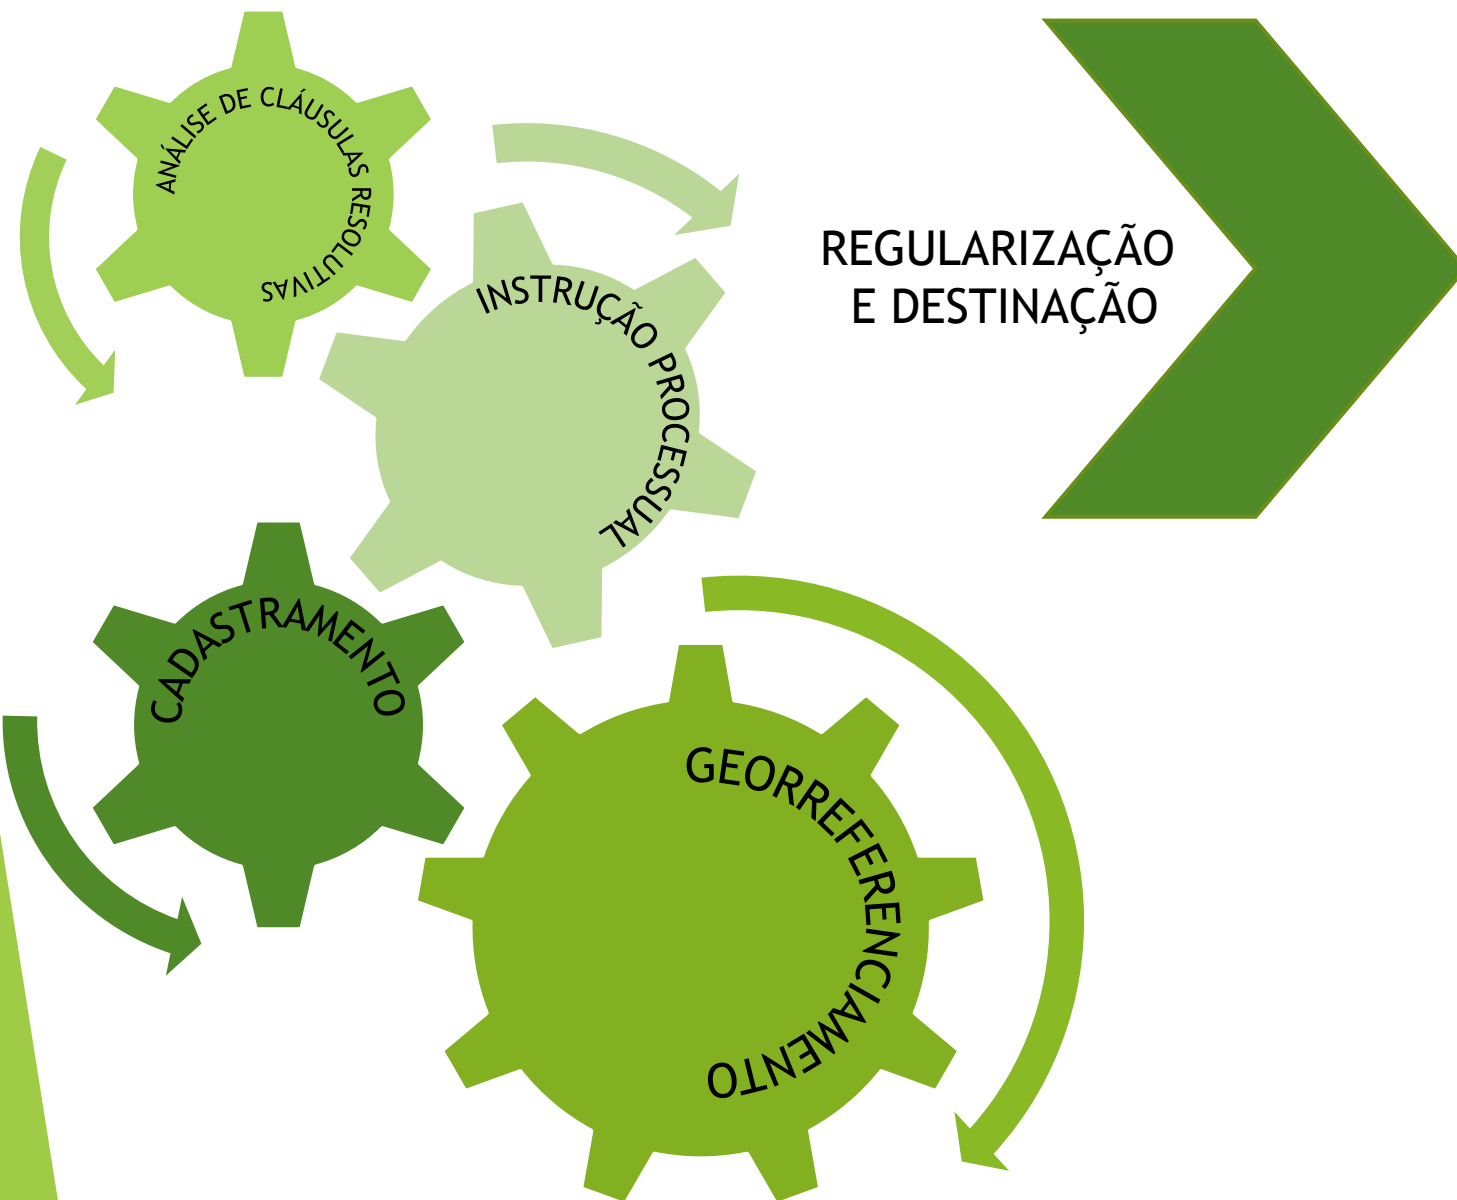 ANÁLISE DE CLÁUSULAS RESOLUTIVAS
INSTRUÇÃO PROCESSUAL
REGULARIZAÇÃO
E DESTINAÇÃO
CADASTRAMENTO
GEORREFERENCIAMENTO